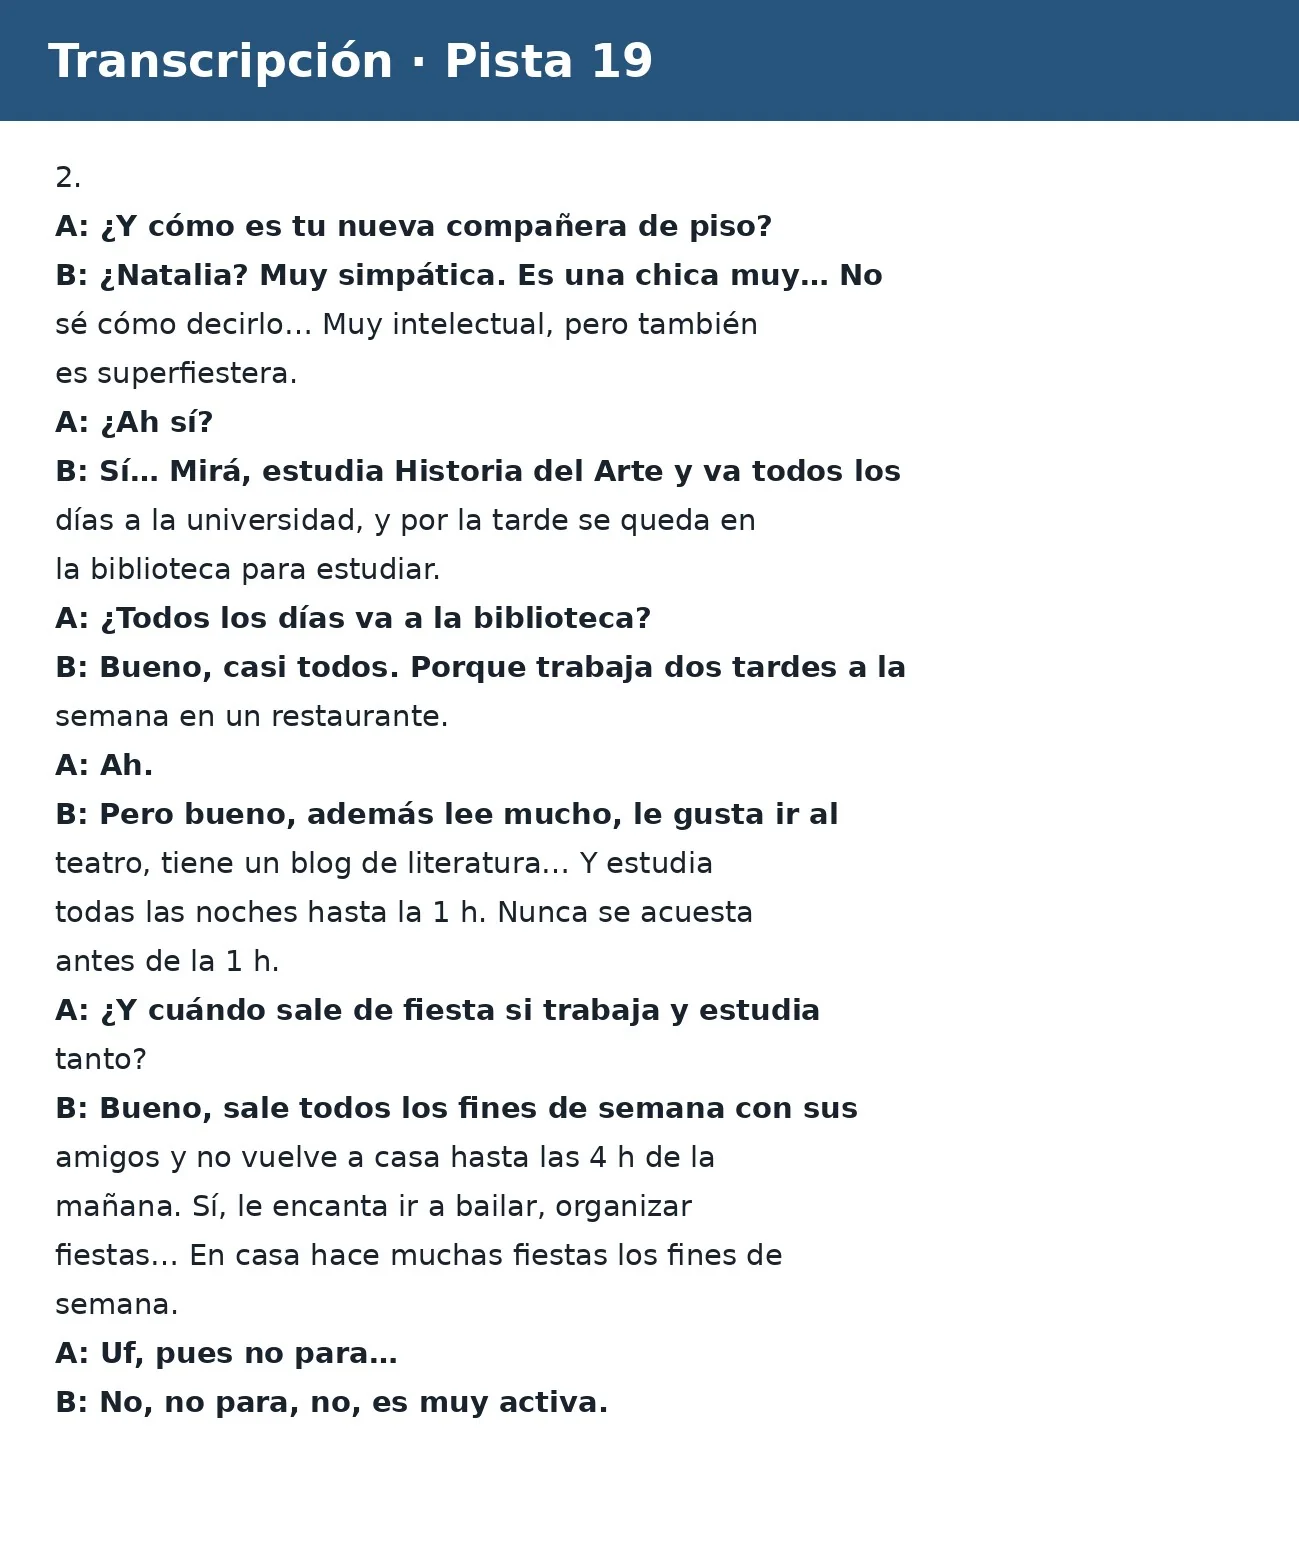 Transcripción · Pista 19
2.
A: ¿Y cómo es tu nueva compañera de piso?
B: ¿Natalia? Muy simpática. Es una chica muy… No
sé cómo decirlo… Muy intelectual, pero también
es superfiestera.
A: ¿Ah sí?
B: Sí… Mirá, estudia Historia del Arte y va todos los
días a la universidad, y por la tarde se queda en
la biblioteca para estudiar.
A: ¿Todos los días va a la biblioteca?
B: Bueno, casi todos. Porque trabaja dos tardes a la
semana en un restaurante.
A: Ah.
B: Pero bueno, además lee mucho, le gusta ir al
teatro, tiene un blog de literatura… Y estudia
todas las noches hasta la 1 h. Nunca se acuesta
antes de la 1 h.
A: ¿Y cuándo sale de fiesta si trabaja y estudia
tanto?
B: Bueno, sale todos los fines de semana con sus
amigos y no vuelve a casa hasta las 4 h de la
mañana. Sí, le encanta ir a bailar, organizar
fiestas… En casa hace muchas fiestas los fines de
semana.
A: Uf, pues no para…
B: No, no para, no, es muy activa.